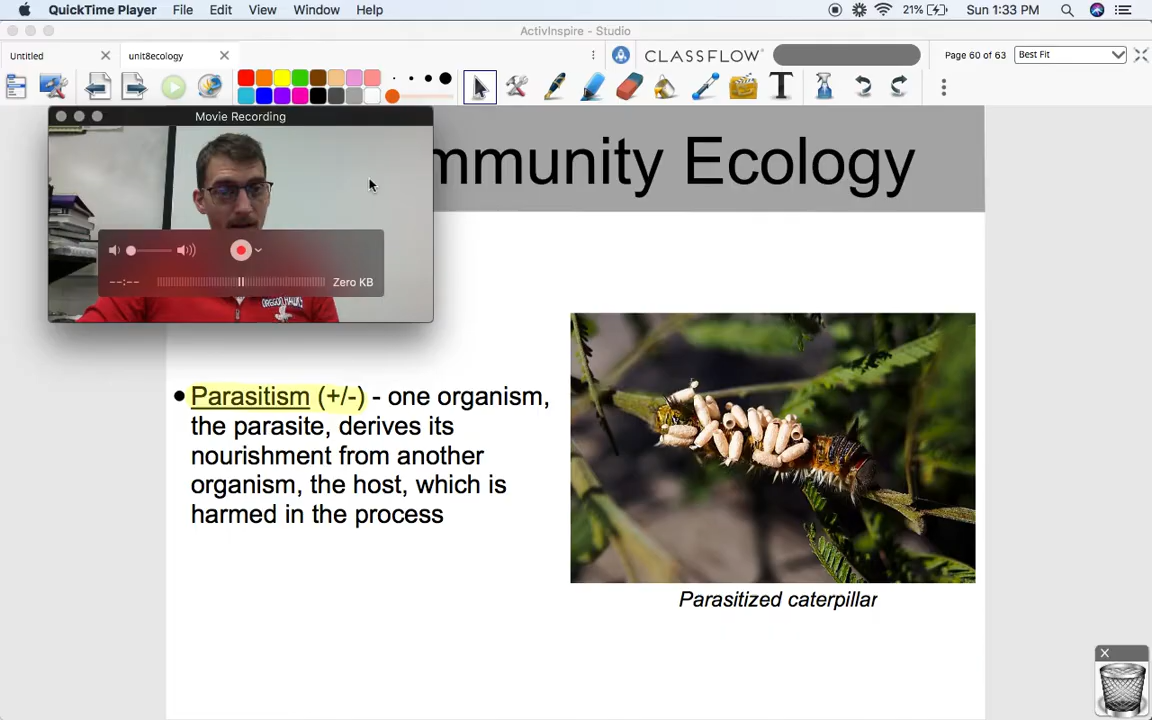 QuickTime Player File Edit View Window Help 21% Sun 1:33 PM
ActivInspire - Studio
Untitled unit8ecology CLASSFLOW Page 60 of 63 Best Fit
Movie Recording
mmunity Ecology
--:-- Zero KB
OREGON HAWKS
• Parasitism (+/-) - one organism,
the parasite, derives its
nourishment from another
organism, the host, which is
harmed in the process
Parasitized caterpillar